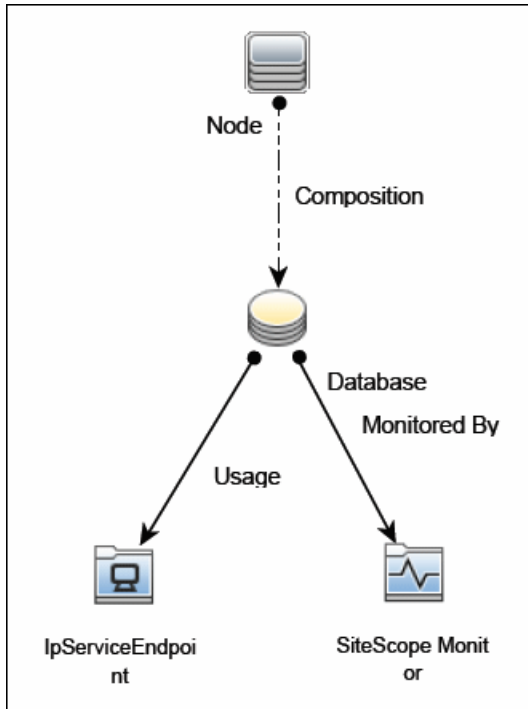 Node
Composition
Database
Monitored By
Usage
IpServiceEndpoi
nt
SiteScope Monit
or